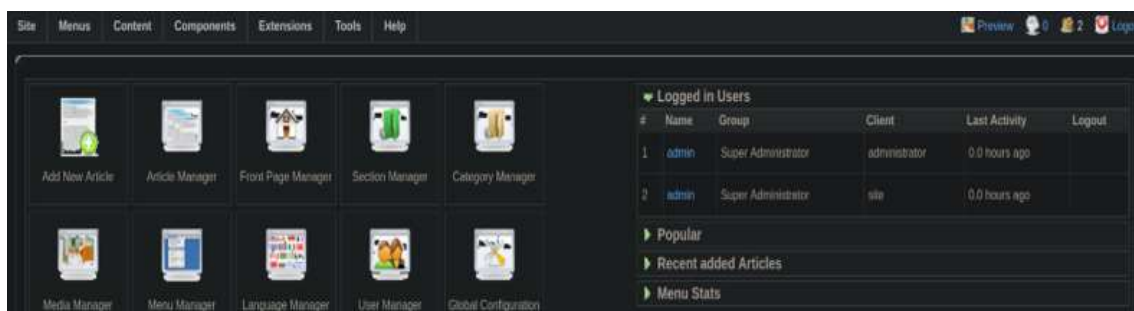 Site Menus Content Components Extensions Tools Help
Preview 0 2 Logo
Add New Article Article Manager Front Page Manager Section Manager Category Manager
Media Manager Menu Manager Language Manager User Manager Global Configuration
Logged in Users
# Name Group Client Last Activity Logout
1 admin Super Administrator administrator 0.0 hours ago
2 admin Super Administrator site 0.0 hours ago
Popular
Recent added Articles
Menu Stats